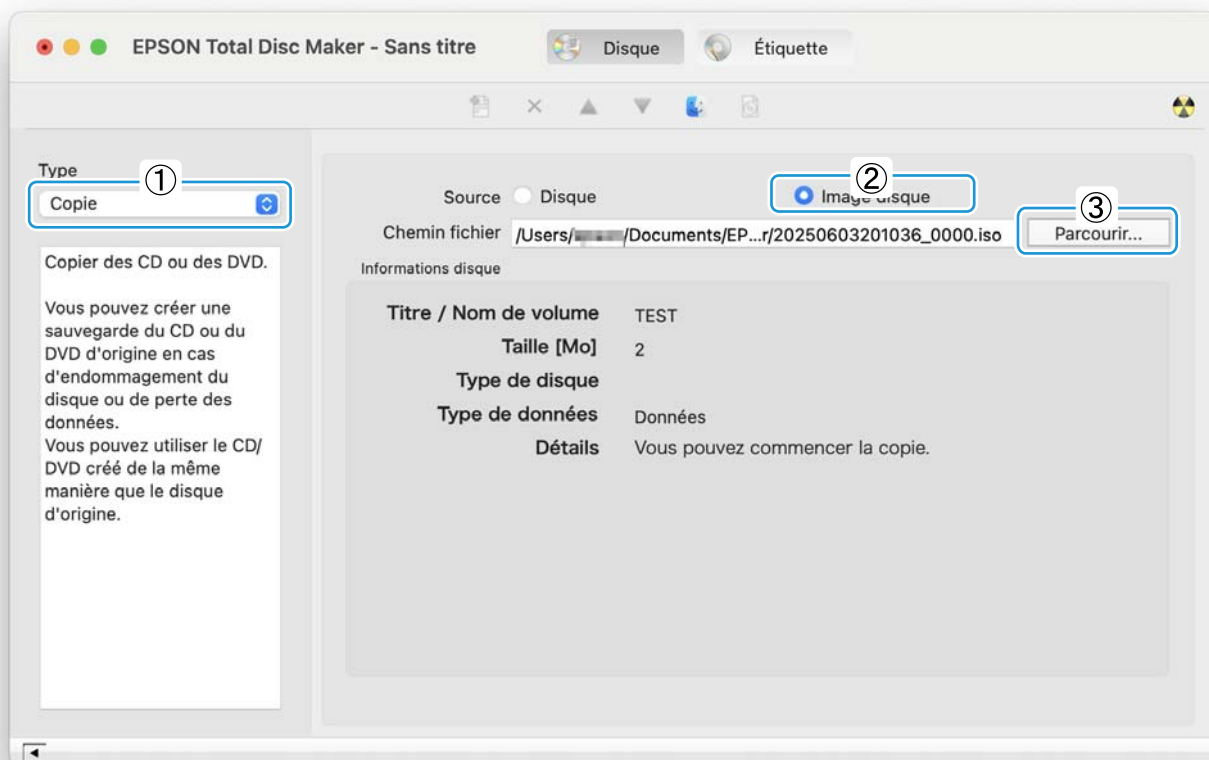 EPSON Total Disc Maker - Sans titre
Disque
Étiquette
Type
①
Copie
Copier des CD ou des DVD.
Vous pouvez créer une
sauvegarde du CD ou du
DVD d'origine en cas
d'endommagement du
disque ou de perte des
données.
Vous pouvez utiliser le CD/
DVD créé de la même
manière que le disque
d'origine.
Source Disque ② Image disque
Chemin fichier /Users/ /Documents/EP...r/20250603201036_0000.iso ③ Parcourir...
Informations disque
Titre / Nom de volume TEST
Taille [Mo] 2
Type de disque
Type de données Données
Détails Vous pouvez commencer la copie.